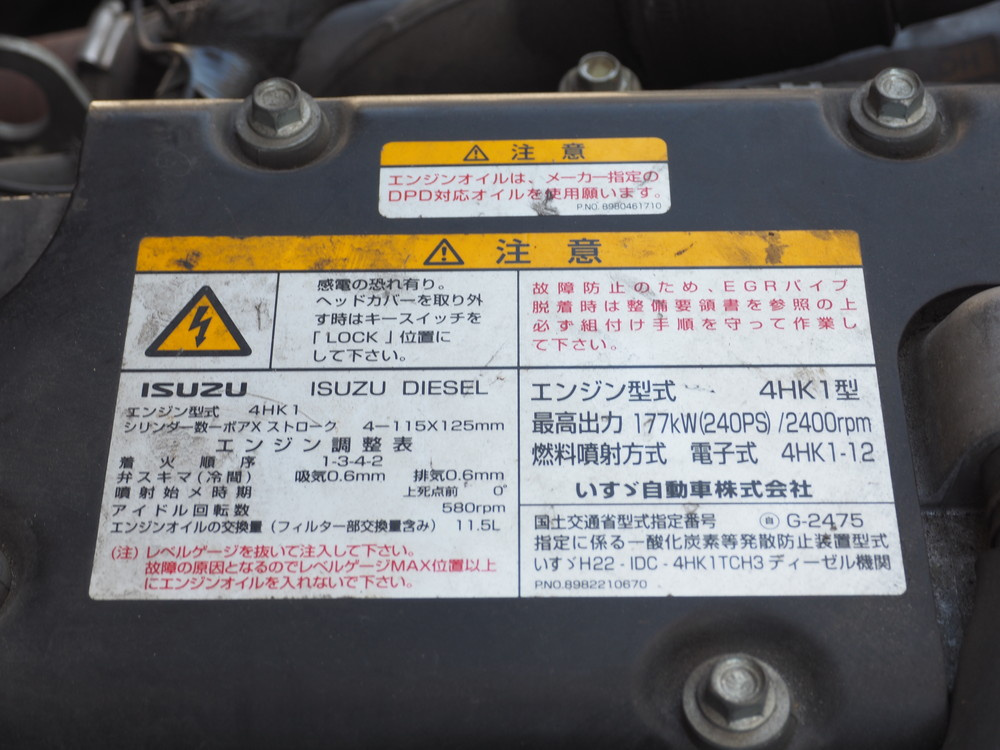 ⚠ 注意
エンジンオイルは、メーカー指定の
DPD対応オイルを使用願います。
P.NO. 8980461710
⚠ 注意
感電の恐れ有り。
ヘッドカバーを取り外
す時はキースイッチを
「LOCK」位置に
して下さい。
故障防止のため、EGRパイプ
脱着時は整備要領書を参照の上
必ず組付け手順を守って作業し
て下さい。
ISUZU ISUZU DIESEL
エンジン型式 4HK1
シリンダー数ーボアX ストローク 4ー115X125mm
エンジン調整表
着火順序 1-3-4-2
弁スキマ(冷間) 吸気0.6mm 排気0.6mm
噴射始メ時期 上死点前 0°
アイドル回転数 580rpm
エンジンオイルの交換量(フィルター部交換量含み) 11.5L
(注) レベルゲージを抜いて注入して下さい。
故障の原因となるのでレベルゲージMAX位置以上
にエンジンオイルを入れないで下さい。
エンジン型式 4HK1型
最高出力 177kW(240PS)/2400rpm
燃料噴射方式 電子式 4HK1-12
いすゞ自動車株式会社
国土交通省型式指定番号 ㊀自 G-2475
指定に係る一酸化炭素等発散防止装置型式
いすゞH22-IDC-4HK1TCH3 ディーゼル機関
PNO.8982210670